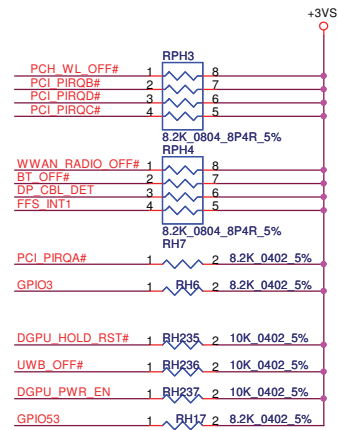 +3VS
RPH3
PCH_WL_OFF# 1 8
PCI_PIRQB# 2 7
PCI_PIRQD# 3 6
PCI_PIRQC# 4 5
8.2K_0804_8P4R_5%
RPH4
WWAN_RADIO_OFF# 1 8
BT_OFF# 2 7
DP_CBL_DET 3 6
FFS_INT1 4 5
8.2K_0804_8P4R_5%
RH7
PCI_PIRQA# 1 2 8.2K_0402_5%
GPIO3 1 RH6 2 8.2K_0402_5%
DGPU_HOLD_RST# 1 RH235 2 10K_0402_5%
UWB_OFF# 1 RH236 2 10K_0402_5%
DGPU_PWR_EN 1 RH237 2 10K_0402_5%
GPIO53 1 RH17 2 8.2K_0402_5%